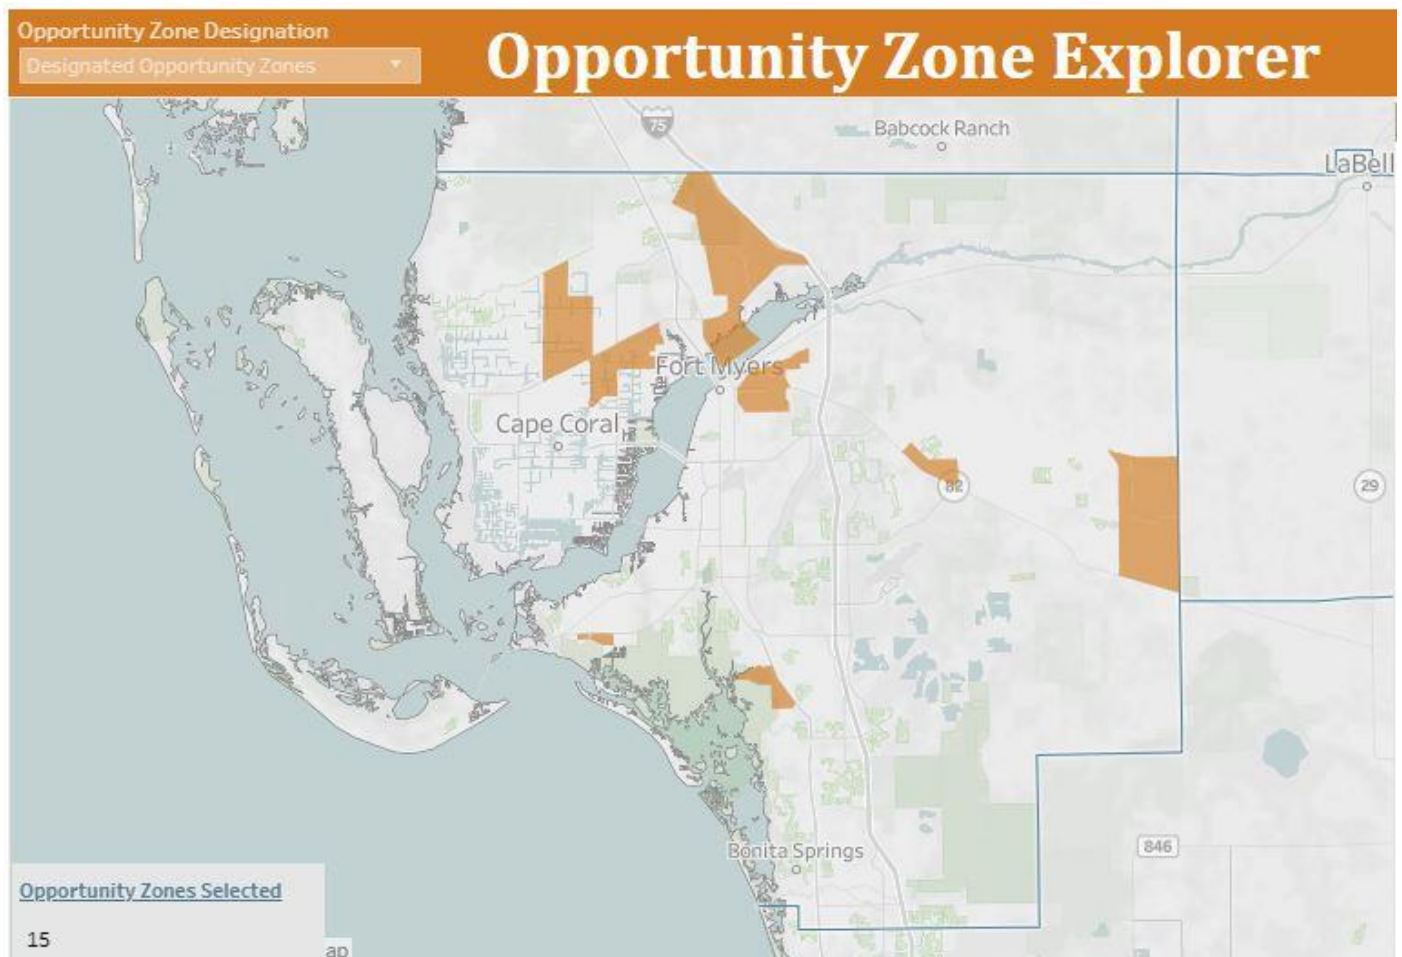 Opportunity Zone Designation
Designated Opportunity Zones
Opportunity Zone Explorer
75
Babcock Ranch
LaBell
Fort Myers
Cape Coral
82
29
Bonita Springs
846
Opportunity Zones Selected
15
ap